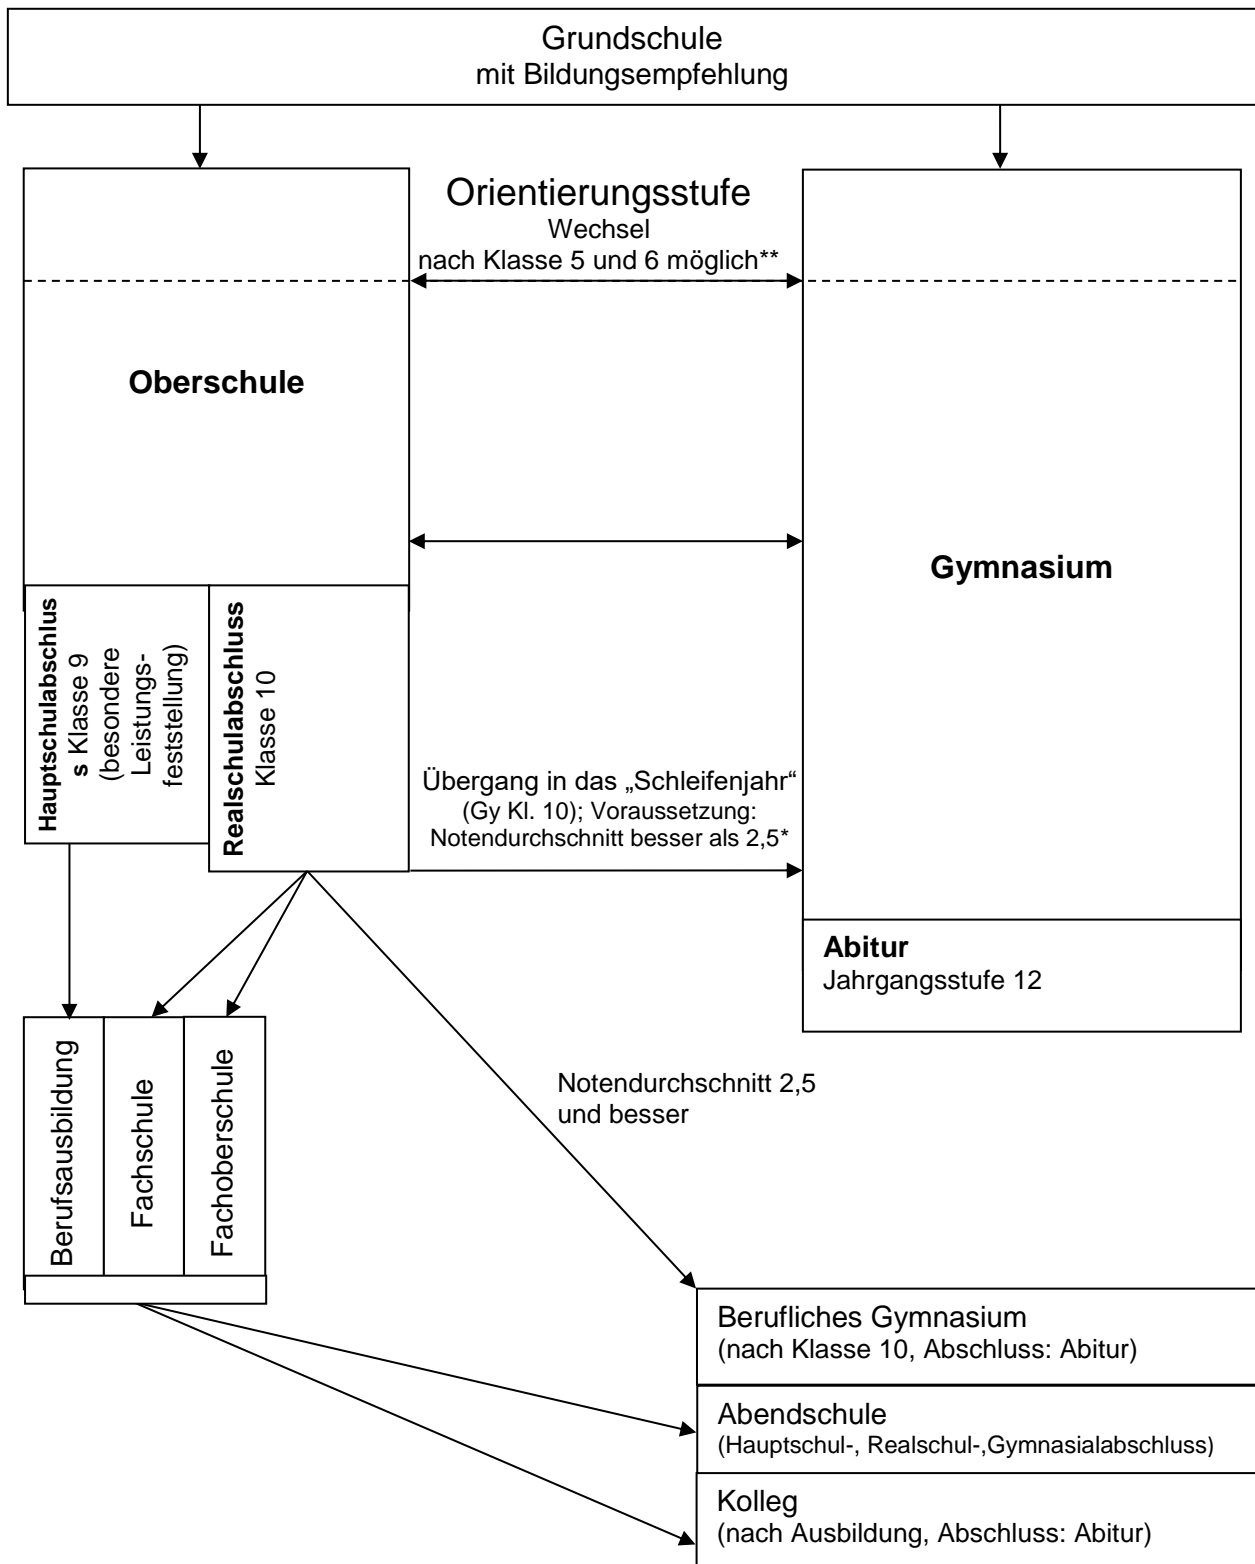 Grundschule
mit Bildungsempfehlung
Orientierungsstufe
Wechsel
nach Klasse 5 und 6 möglich**
Oberschule
Gymnasium
Hauptschulabschlus
s Klasse 9
(besondere
Leistungs-
feststellung)
Realschulabschluss
Klasse 10
Übergang in das „Schleifenjahr“
(Gy Kl. 10); Voraussetzung:
Notendurchschnitt besser als 2,5*
Abitur
Jahrgangsstufe 12
Berufsausbildung
Fachschule
Fachoberschule
Notendurchschnitt 2,5
und besser
Berufliches Gymnasium
(nach Klasse 10, Abschluss: Abitur)
Abendschule
(Hauptschul-, Realschul-,Gymnasialabschluss)
Kolleg
(nach Ausbildung, Abschluss: Abitur)